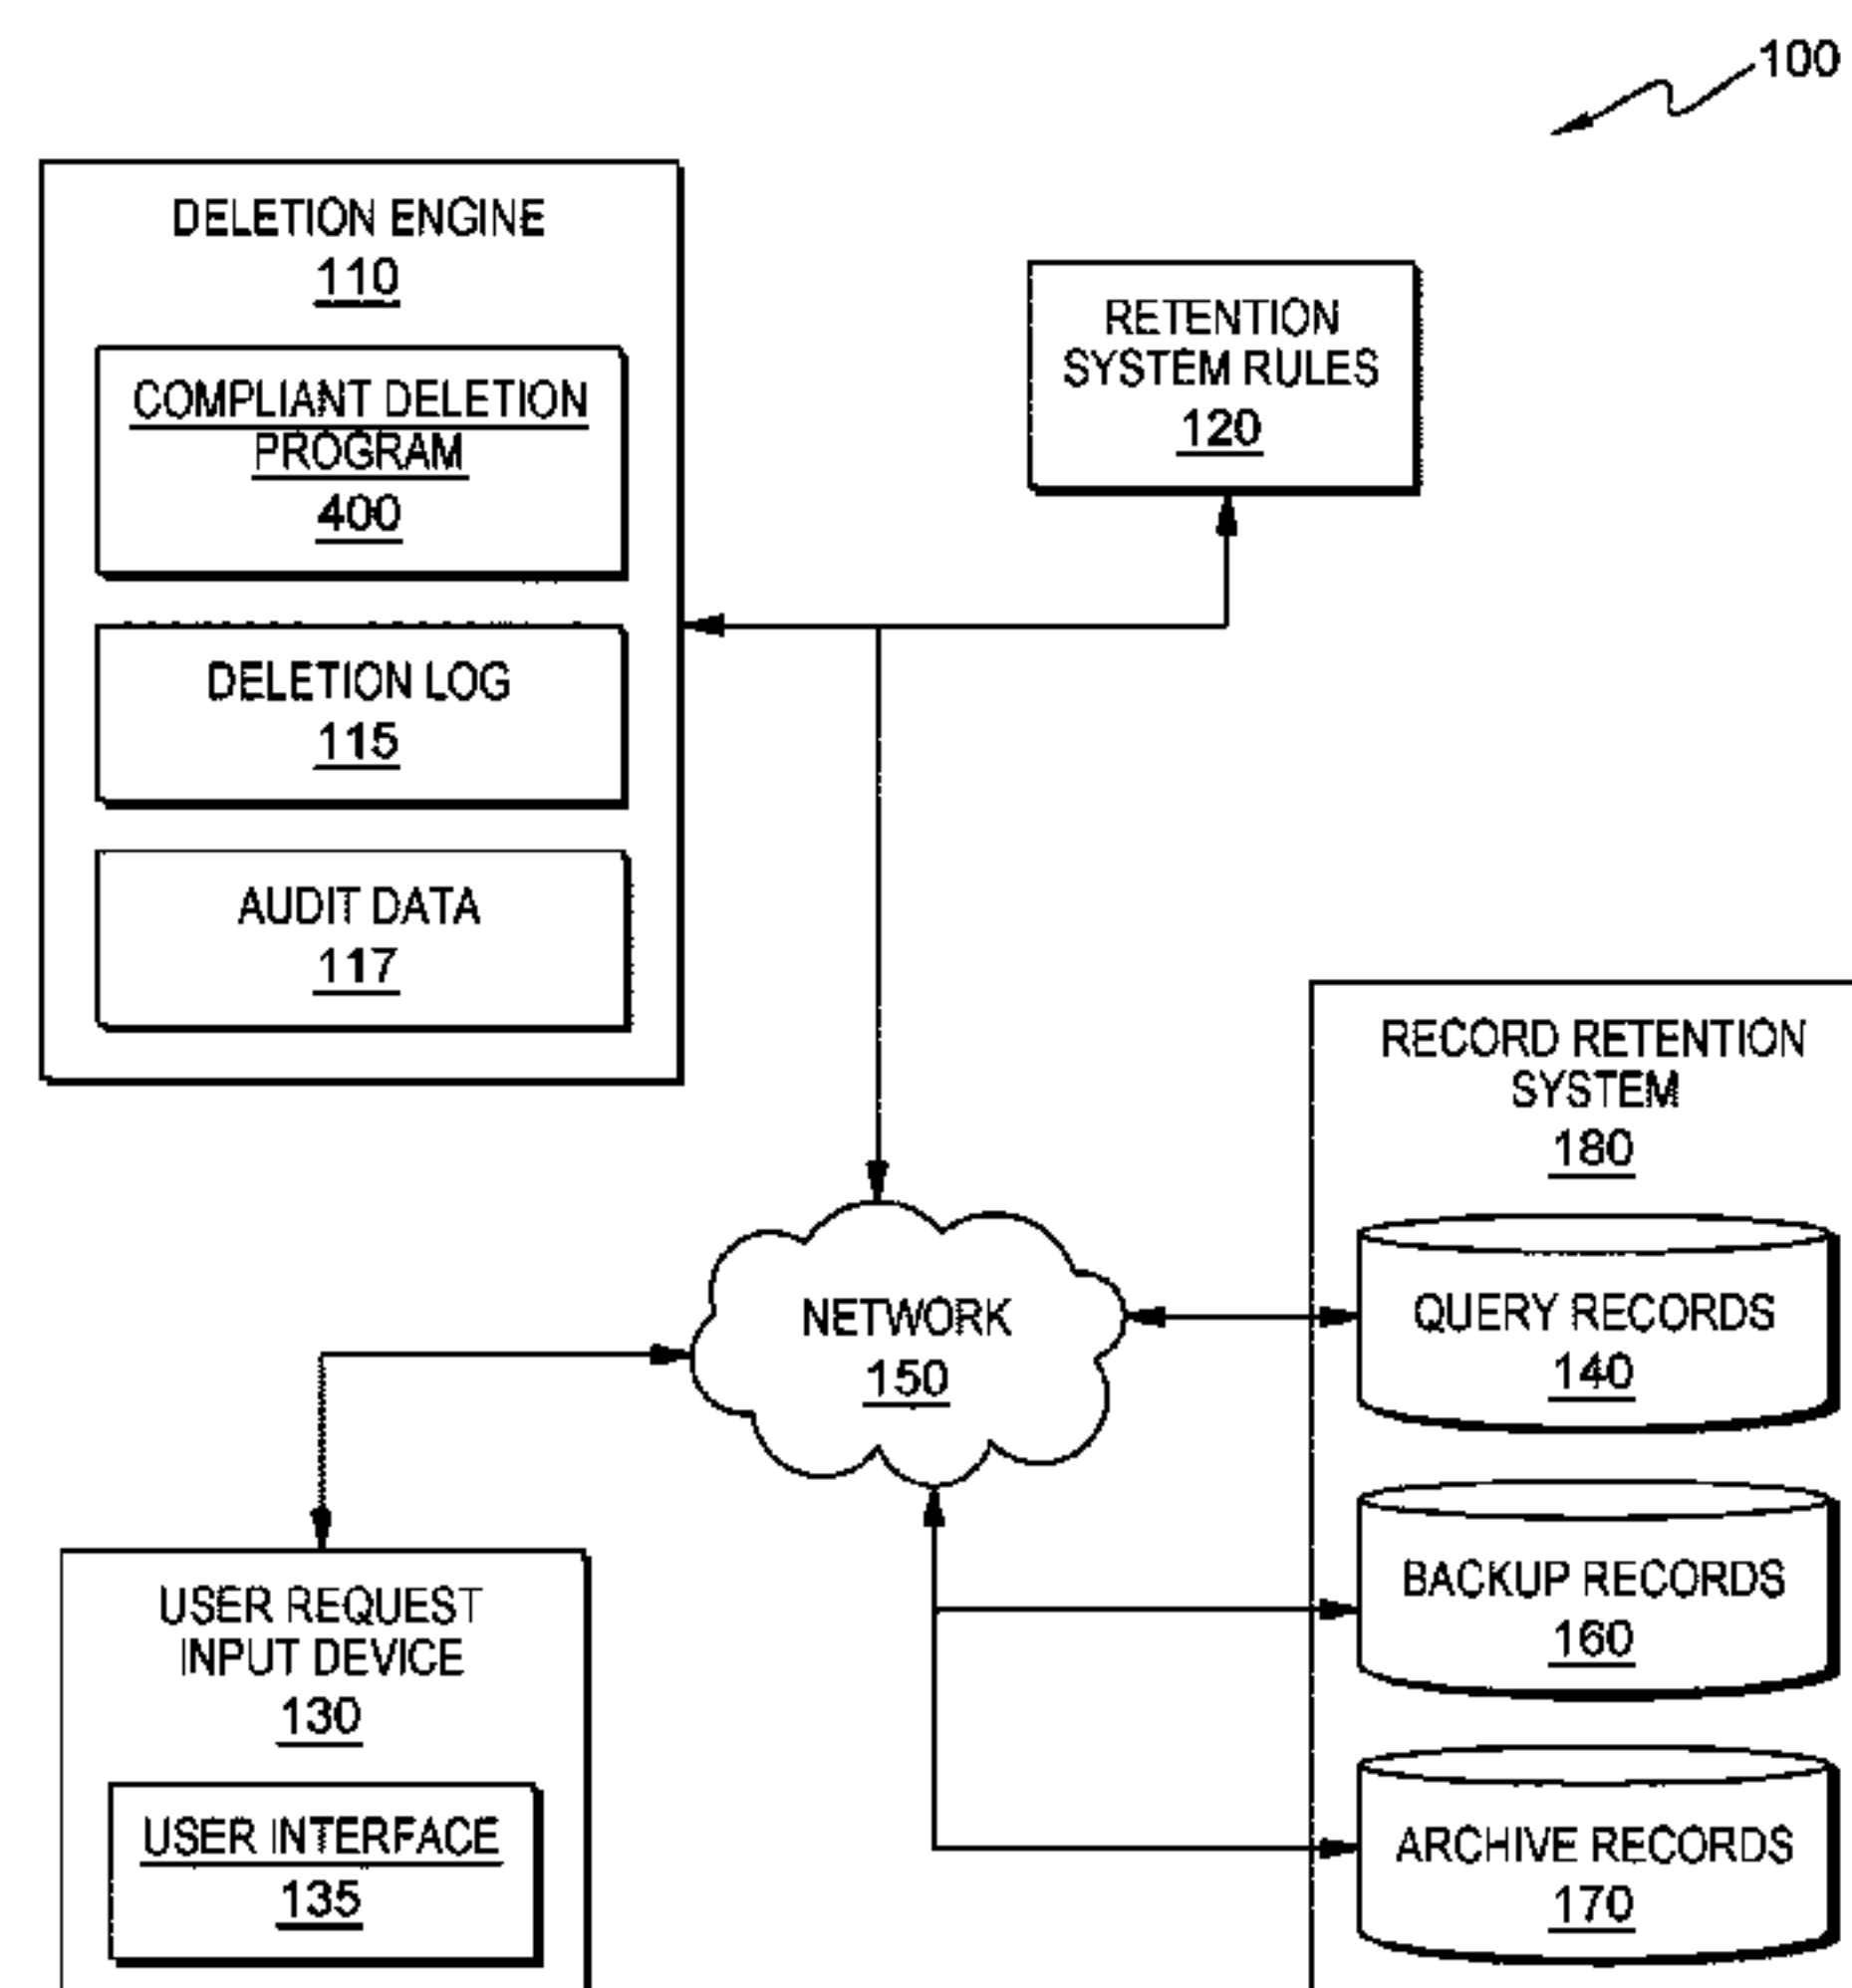 100
DELETION ENGINE
110
COMPLIANT DELETION
PROGRAM
400
DELETION LOG
115
AUDIT DATA
117
RETENTION
SYSTEM RULES
120
RECORD RETENTION
SYSTEM
180
QUERY RECORDS
140
BACKUP RECORDS
160
ARCHIVE RECORDS
170
NETWORK
150
USER REQUEST
INPUT DEVICE
130
USER INTERFACE
135